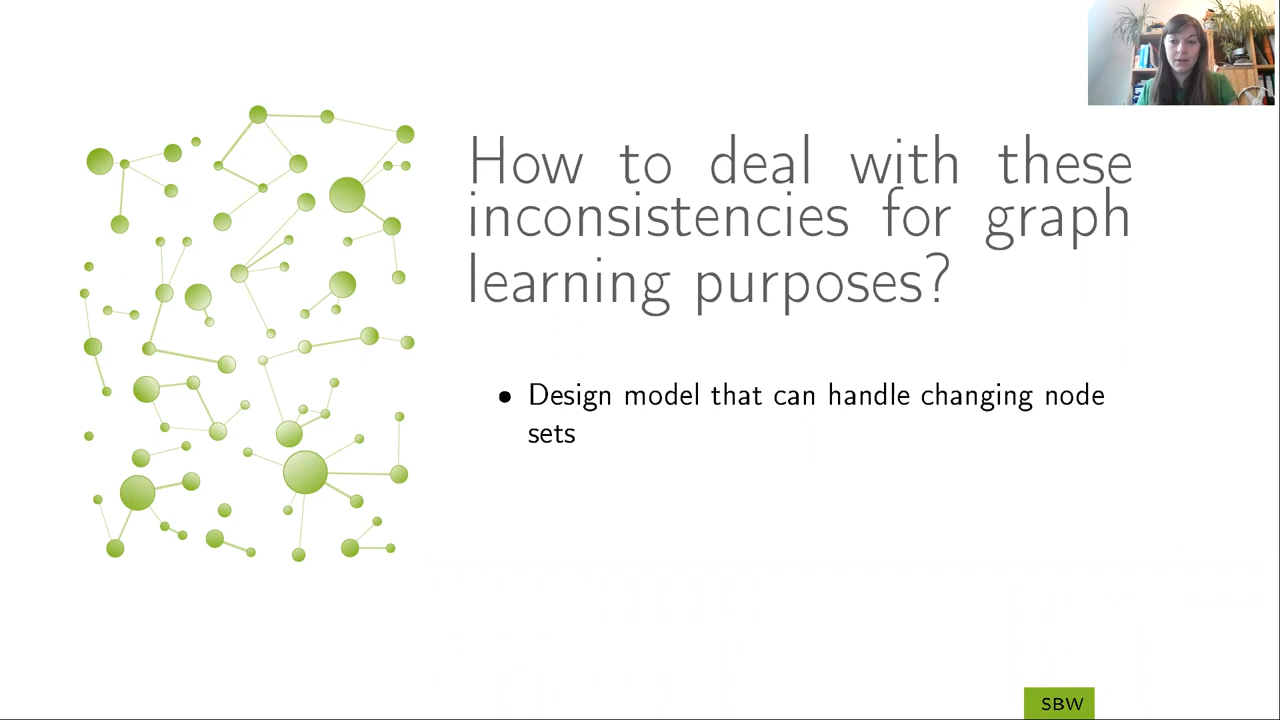 How to deal with these
inconsistencies for graph
learning purposes?
● Design model that can handle changing node
sets
SBW